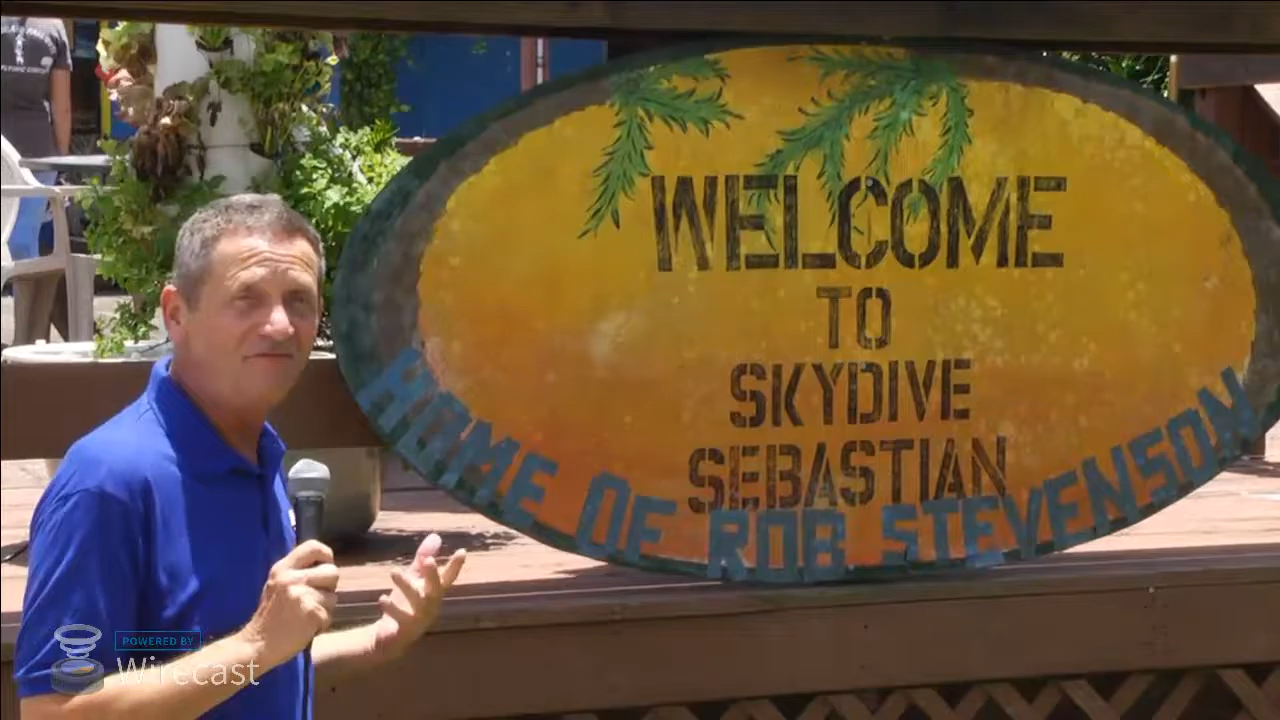 WELCOME
TO
SKYDIVE
SEBASTIAN
HOME OF ROB STEVENSON
POWERED BY
Wirecast